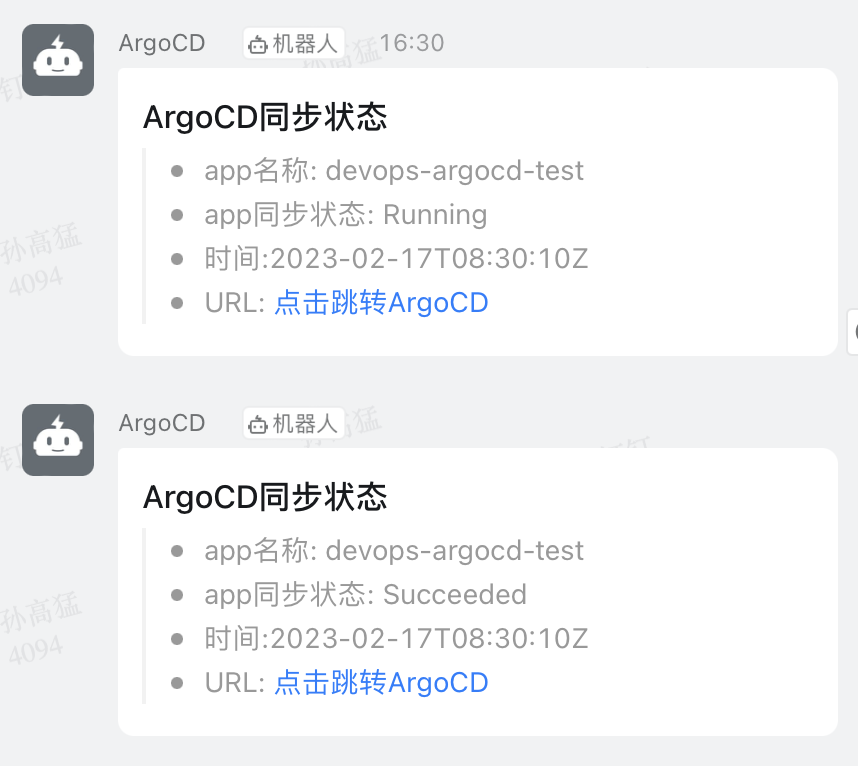 ArgoCD 机器人 16:30
ArgoCD同步状态
app名称: devops-argocd-test
app同步状态: Running
时间:2023-02-17T08:30:10Z
URL: 点击跳转ArgoCD
孙高猛
4094
ArgoCD 机器人
ArgoCD同步状态
app名称: devops-argocd-test
app同步状态: Succeeded
时间:2023-02-17T08:30:10Z
URL: 点击跳转ArgoCD
孙高猛
4094